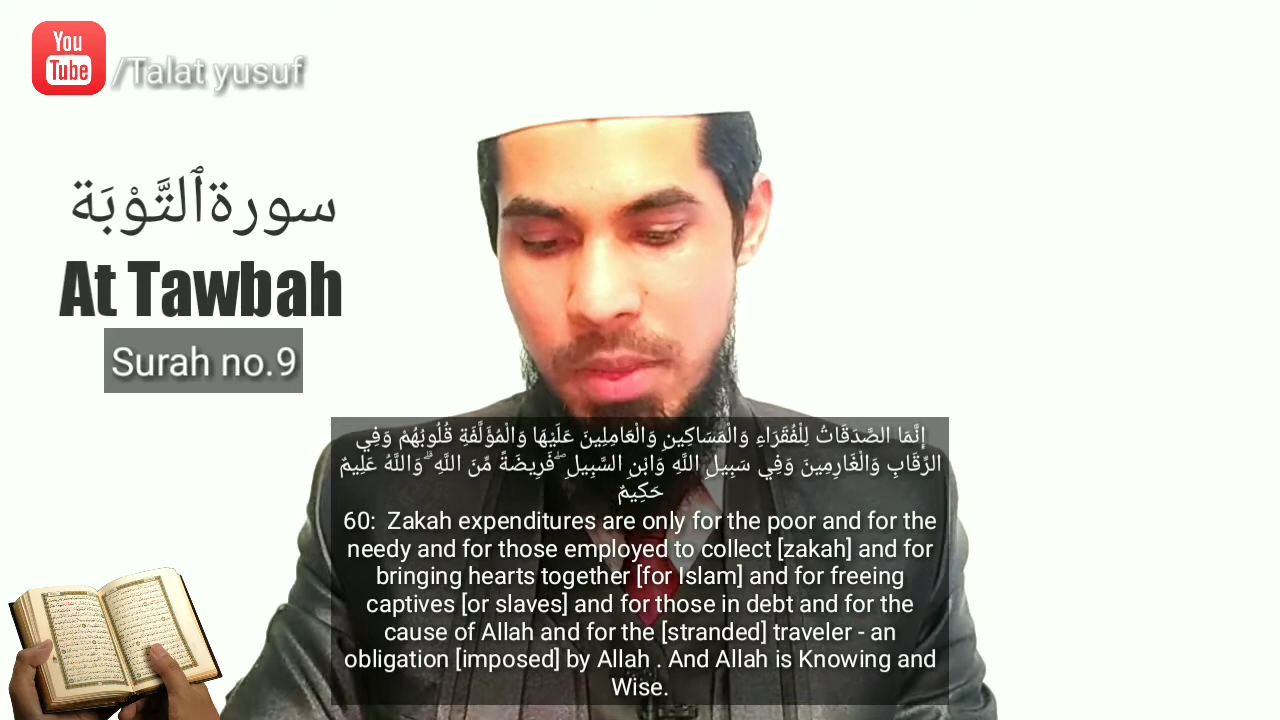 You
Tube
/Talat yusuf
سورةٱلتَّوْبَة
At Tawbah
Surah no.9
إِنَّمَا الصَّدَقَاتُ لِلْفُقَرَاءِ وَالْمَسَاكِينِ وَالْعَامِلِينَ عَلَيْهَا وَالْمُؤَلَّفَةِ قُلُوبُهُمْ وَفِي
الرِّقَابِ وَالْغَارِمِينَ وَفِي سَبِيلِ اللَّهِ وَابْنِ السَّبِيلِ ۖ فَرِيضَةً مِّنَ اللَّهِ ۗ وَاللَّهُ عَلِيمٌ
حَكِيمٌ
60:  Zakah expenditures are only for the poor and for the
needy and for those employed to collect [zakah] and for
bringing hearts together [for Islam] and for freeing
captives [or slaves] and for those in debt and for the
cause of Allah and for the [stranded] traveler - an
obligation [imposed] by Allah . And Allah is Knowing and
Wise.